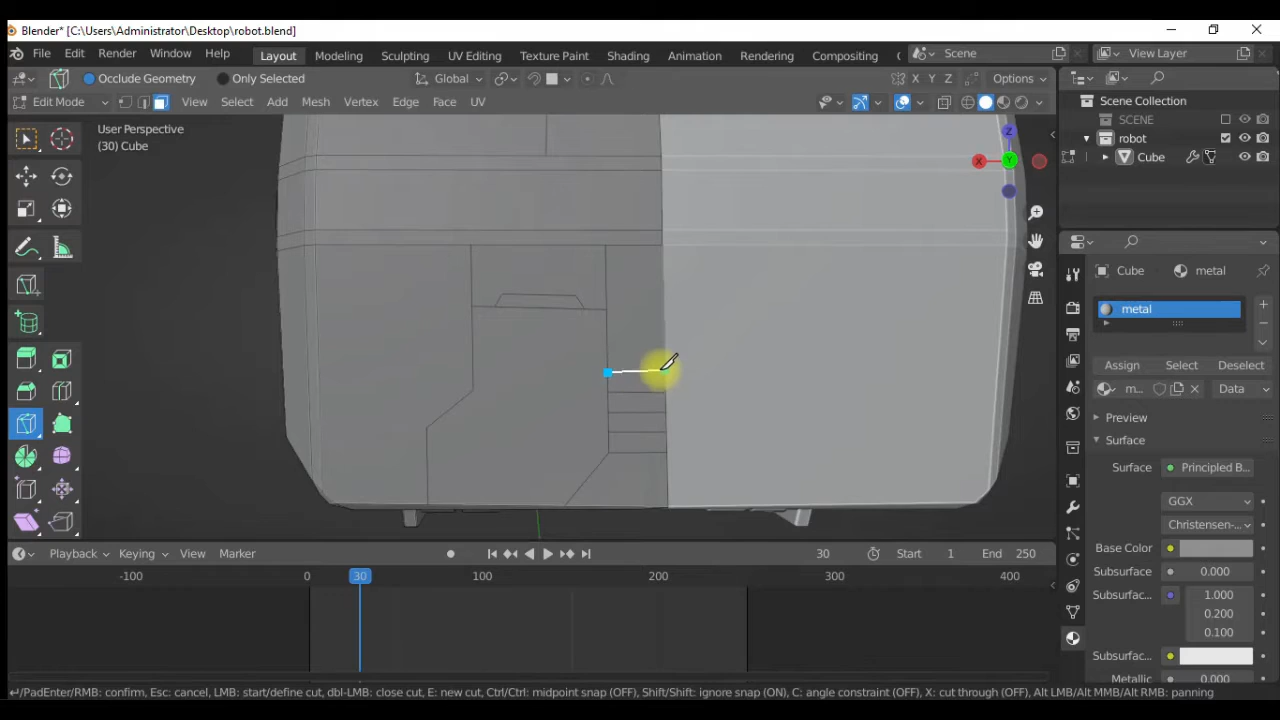 Blender* [C:\Users\Administrator\Desktop\robot.blend]
File Edit Render Window Help Layout Modeling Sculpting UV Editing Texture Paint Shading Animation Rendering Compositing Scene View Layer
Occlude Geometry Only Selected Global X Y Z Options
Edit Mode View Select Add Mesh Vertex Edge Face UV
User Perspective
(30) Cube
Z
X
Y
Scene Collection
SCENE
robot
Cube
Cube metal
metal
Assign Select Deselect
m... Data
Preview
Surface
Surface Principled B...
GGX
Christensen-...
Base Color
Subsurface 0.000
Subsurfac... 1.000
0.200
0.100
Subsurfac...
Metallic 0.000
Playback Keying View Marker 30 Start 1 End 250
-100 0 30 100 200 300 400
↵/PadEnter/RMB: confirm, Esc: cancel, LMB: start/define cut, dbl-LMB: close cut, E: new cut, Ctrl/Ctrl: midpoint snap (OFF), Shift/Shift: ignore snap (ON), C: angle constraint (OFF), X: cut through (OFF), Alt LMB/Alt MMB/Alt RMB: panning